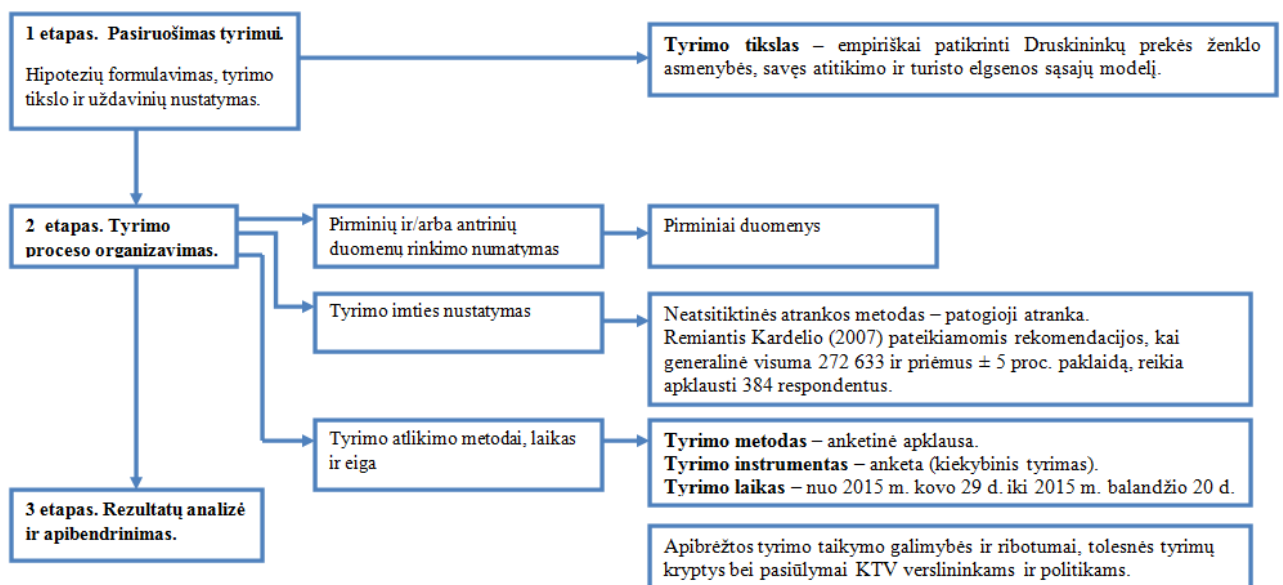 1 etapas. Pasiruošimas tyrimui.
Hipotezių formulavimas, tyrimo
tikslo ir uždavinių nustatymas.
Tyrimo tikslas – empiriškai patikrinti Druskininkų prekės ženklo
asmenybės, savęs atitikimo ir turisto elgsenos sąsajų modelį.
2 etapas. Tyrimo
proceso organizavimas.
Pirminių ir/arba antrinių
duomenų rinkimo numatymas
Pirminiai duomenys
Tyrimo imties nustatymas
Neatsitiktinės atrankos metodas – patogioji atranka.
Remiantis Kardelio (2007) pateikiamomis rekomendacijos, kai
generalinė visuma 272 633 ir priėmus ± 5 proc. paklaidą, reikia
apklausti 384 respondentus.
Tyrimo atlikimo metodai, laikas
ir eiga
Tyrimo metodas – anketinė apklausa.
Tyrimo instrumentas – anketa (kiekybinis tyrimas).
Tyrimo laikas – nuo 2015 m. kovo 29 d. iki 2015 m. balandžio 20 d.
3 etapas. Rezultatų analizė
ir apibendrinimas.
Apibrėžtos tyrimo taikymo galimybės ir ribotumai, tolesnės tyrimų
kryptys bei pasiūlymai KTV verslininkams ir politikams.